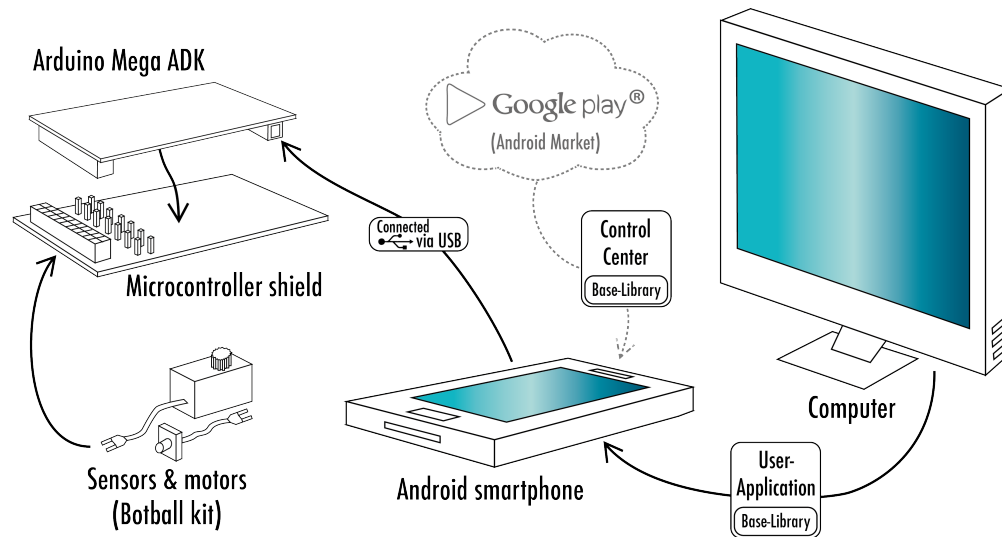 Arduino Mega ADK
Google play®
(Android Market)
Connected
via USB
Control
Center
Base-Library
Microcontroller shield
Computer
Sensors & motors
(Botball kit)
Android smartphone
User-
Application
Base-Library